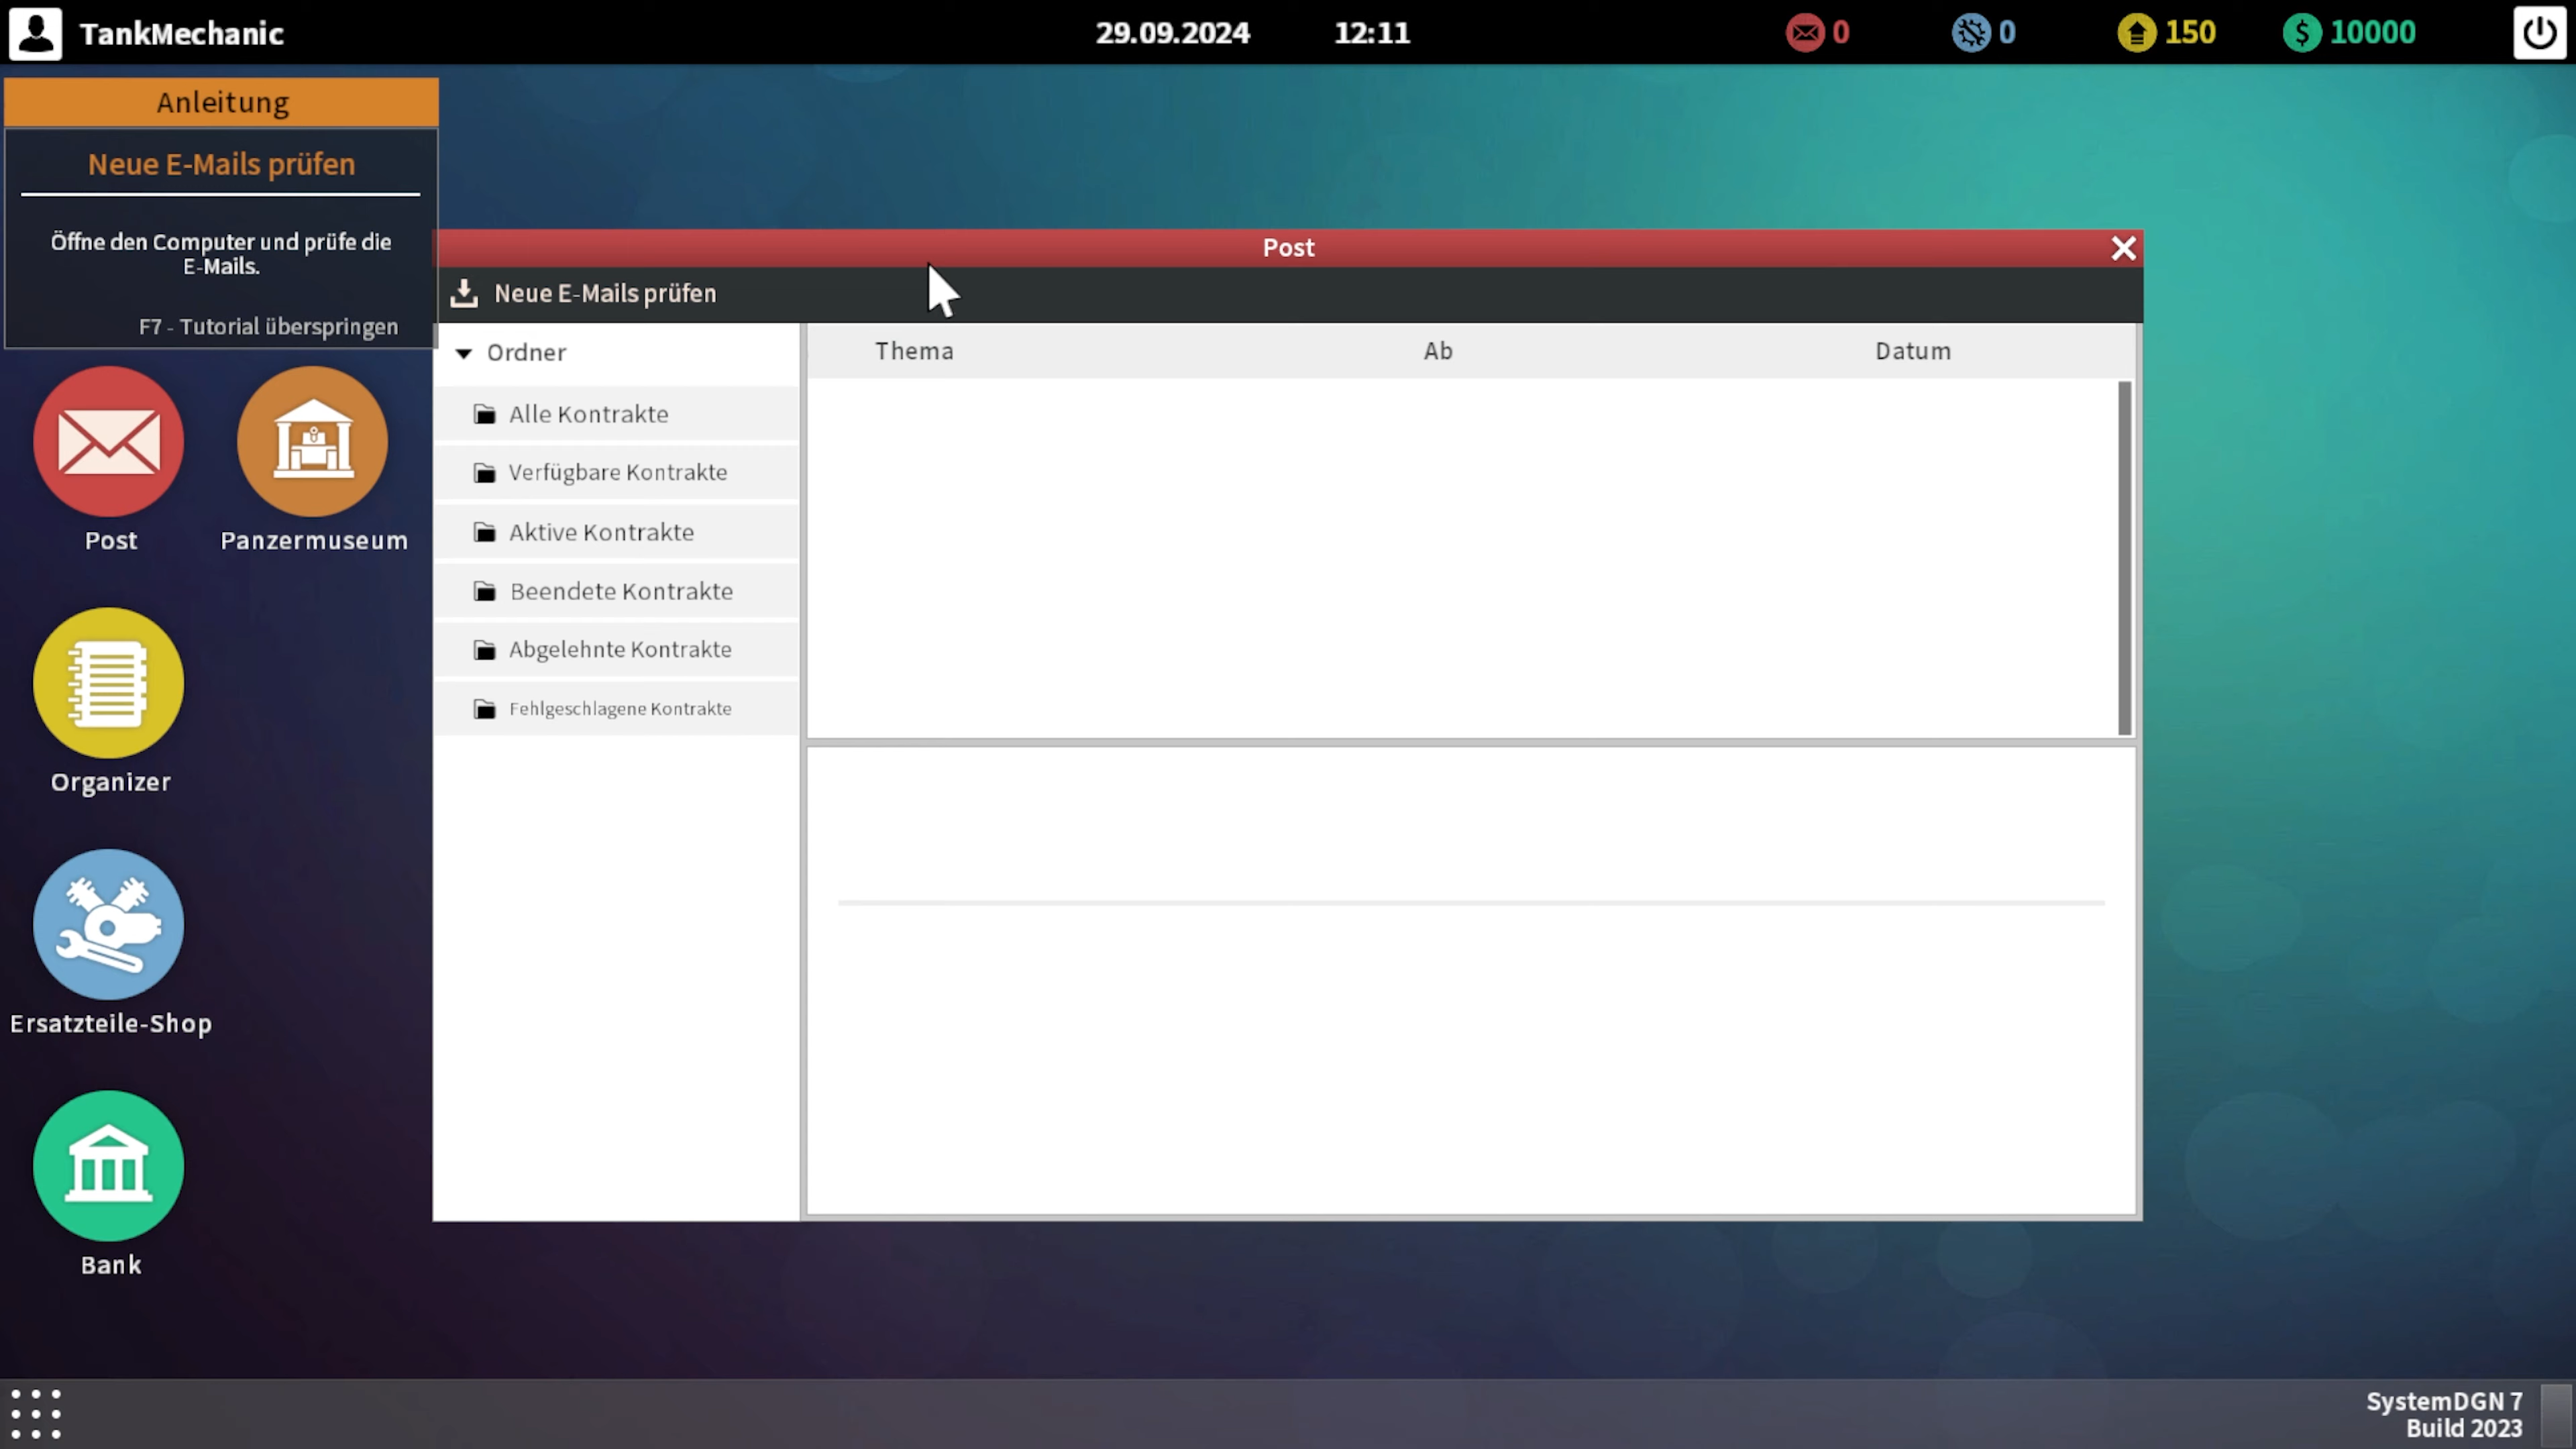 TankMechanic
29.09.2024
12:11
0
0
150
10000
Anleitung
Neue E-Mails prüfen
Öffne den Computer und prüfe die
E-Mails.
F7 - Tutorial überspringen
Post
Panzermuseum
Organizer
Ersatzteile-Shop
Bank
Post
Neue E-Mails prüfen
Ordner
Alle Kontrakte
Verfügbare Kontrakte
Aktive Kontrakte
Beendete Kontrakte
Abgelehnte Kontrakte
Fehlgeschlagene Kontrakte
Thema
Ab
Datum
SystemDGN 7
Build 2023